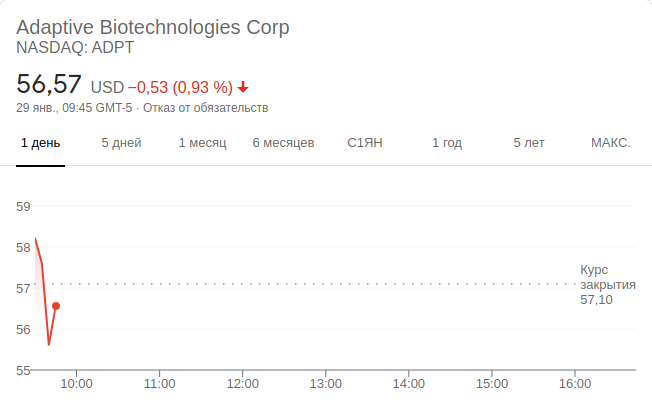 Adaptive Biotechnologies Corp
NASDAQ: ADPT
56,57 USD −0,53 (0,93 %)
29 янв., 09:45 GMT-5 · Отказ от обязательств
1 день 5 дней 1 месяц 6 месяцев С1ЯН 1 год 5 лет МАКС.
59
58
57
56
55
Курс
закрытия
57,10
10:00 11:00 12:00 13:00 14:00 15:00 16:00